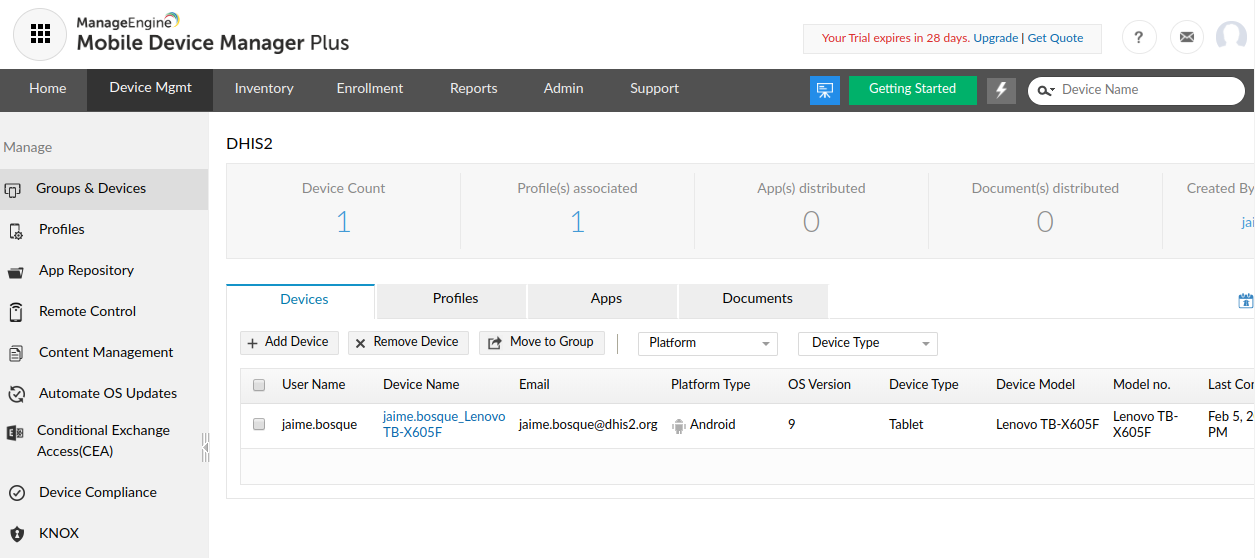 ManageEngine
Mobile Device Manager Plus
Your Trial expires in 28 days. Upgrade | Get Quote
?
Home Device Mgmt Inventory Enrollment Reports Admin Support Getting Started Device Name
Manage
Groups & Devices
Profiles
App Repository
Remote Control
Content Management
Automate OS Updates
Conditional Exchange
Access(CEA)
Device Compliance
KNOX
DHIS2
Device Count Profile(s) associated App(s) distributed Document(s) distributed Created By
1 1 0 0 jai
Devices Profiles Apps Documents
+ Add Device Remove Device Move to Group Platform Device Type
User Name Device Name Email Platform Type OS Version Device Type Device Model Model no. Last Con
jaime.bosque jaime.bosque_Lenovo TB-X605F jaime.bosque@dhis2.org Android 9 Tablet Lenovo TB-X605F Lenovo TB-X605F Feb 5, 2 PM